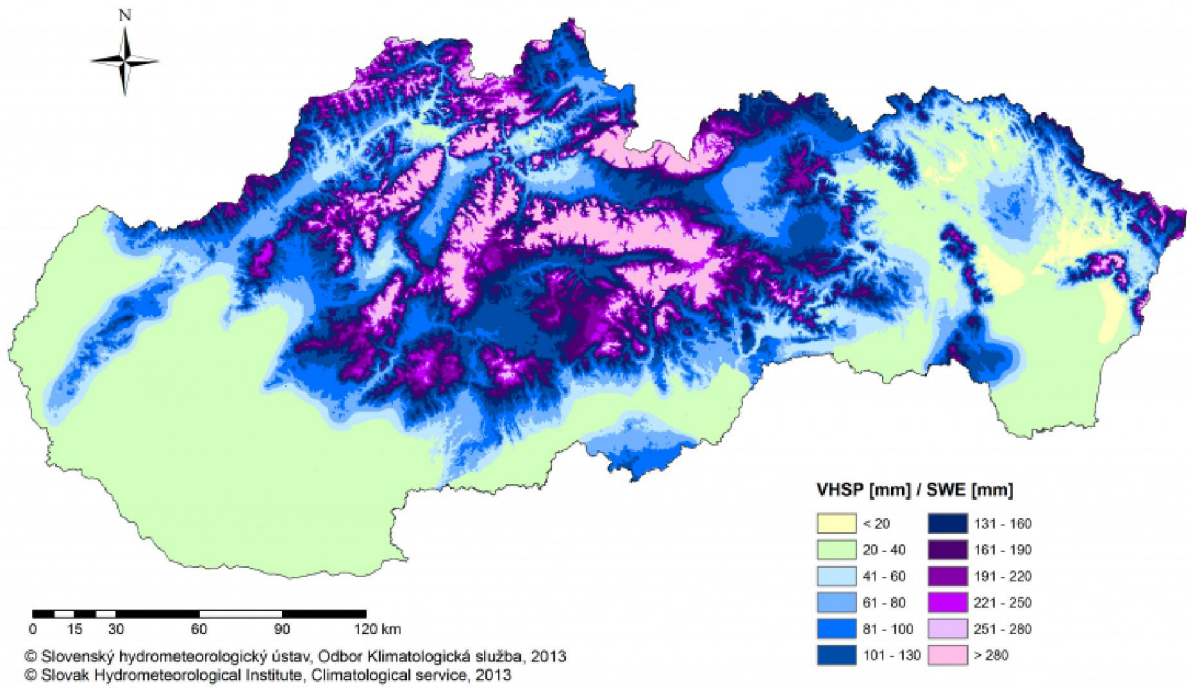 N
VHSP [mm] / SWE [mm]
< 20
20 - 40
41 - 60
61 - 80
81 - 100
101 - 130
131 - 160
161 - 190
191 - 220
221 - 250
251 - 280
> 280
0 15 30 60 90 120 km
© Slovenský hydrometeorologický ústav, Odbor Klimatologická služba, 2013
© Slovak Hydrometeorological Institute, Climatological service, 2013